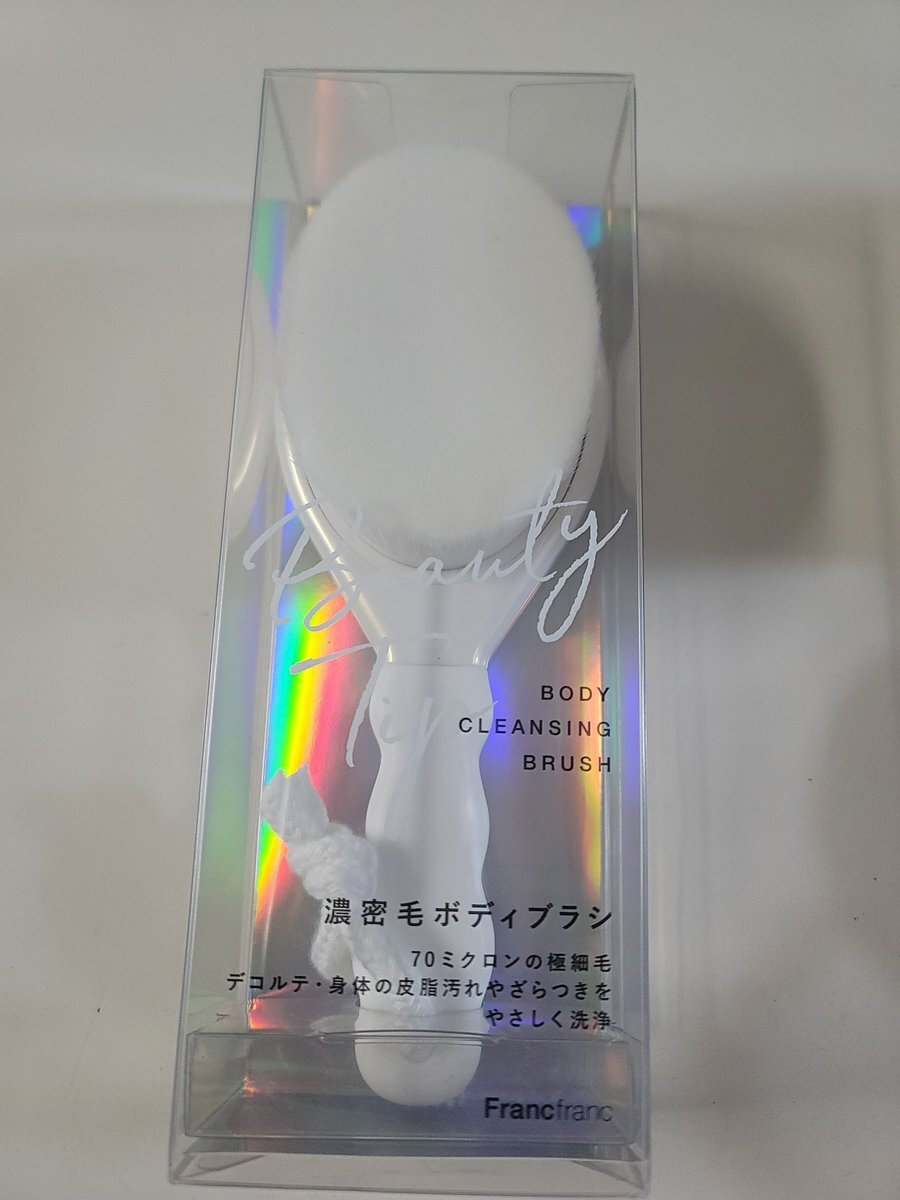 Beauty
Tip
BODY
CLEANSING
BRUSH
濃密毛ボディブラシ
70ミクロンの極細毛
デコルテ・身体の皮脂汚れやざらつきを
やさしく洗浄
Francfranc